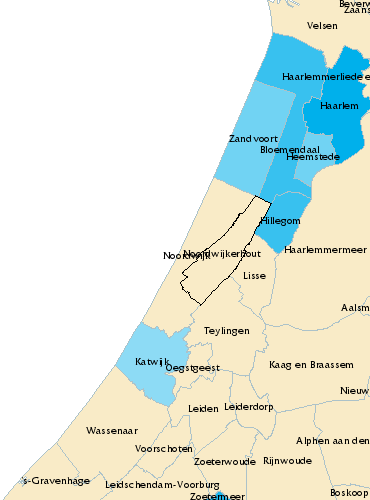 Beverw
Zaans
Velsen
Haarlemmerliede e
Haarlem
Zandvoort
Bloemendaal
Heemstede
Hillegom
Noordwijk
Noordwijkerhout
Haarlemmermeer
Lisse
Aalsm
Teylingen
Katwijk
Oegstgeest
Kaag en Braassem
Nieuw
Leiden
Leiderdorp
Wassenaar
Alphen aan den
Voorschoten
Zoeterwoude
Rijnwoude
's-Gravenhage
Leidschendam-Voorburg
Zoetermeer
Boskoop